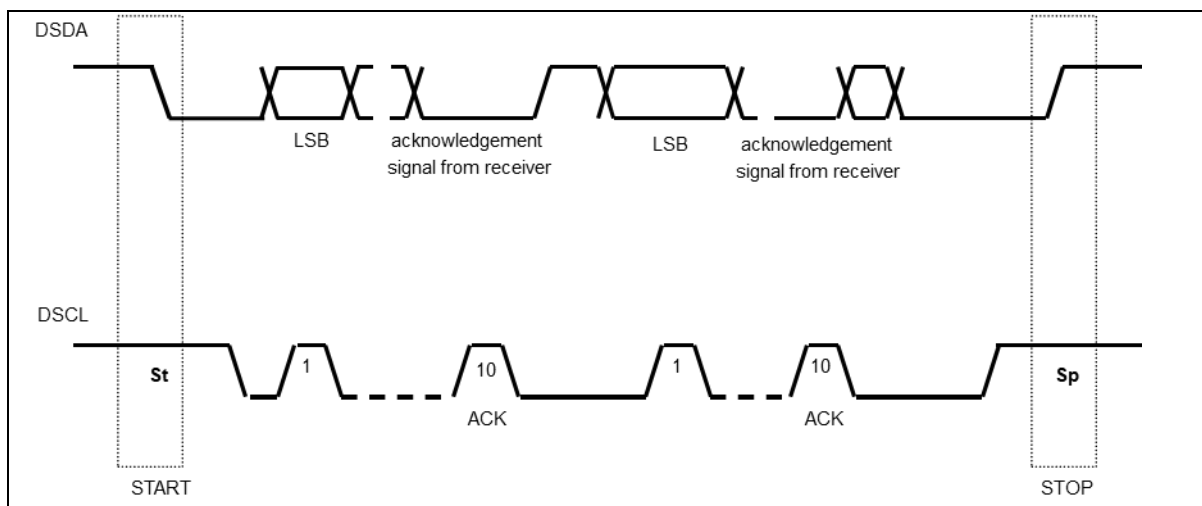 DSDA
LSB
acknowledgement
signal from receiver
LSB
acknowledgement
signal from receiver
DSCL
St
1
10
1
10
Sp
ACK
ACK
START
STOP